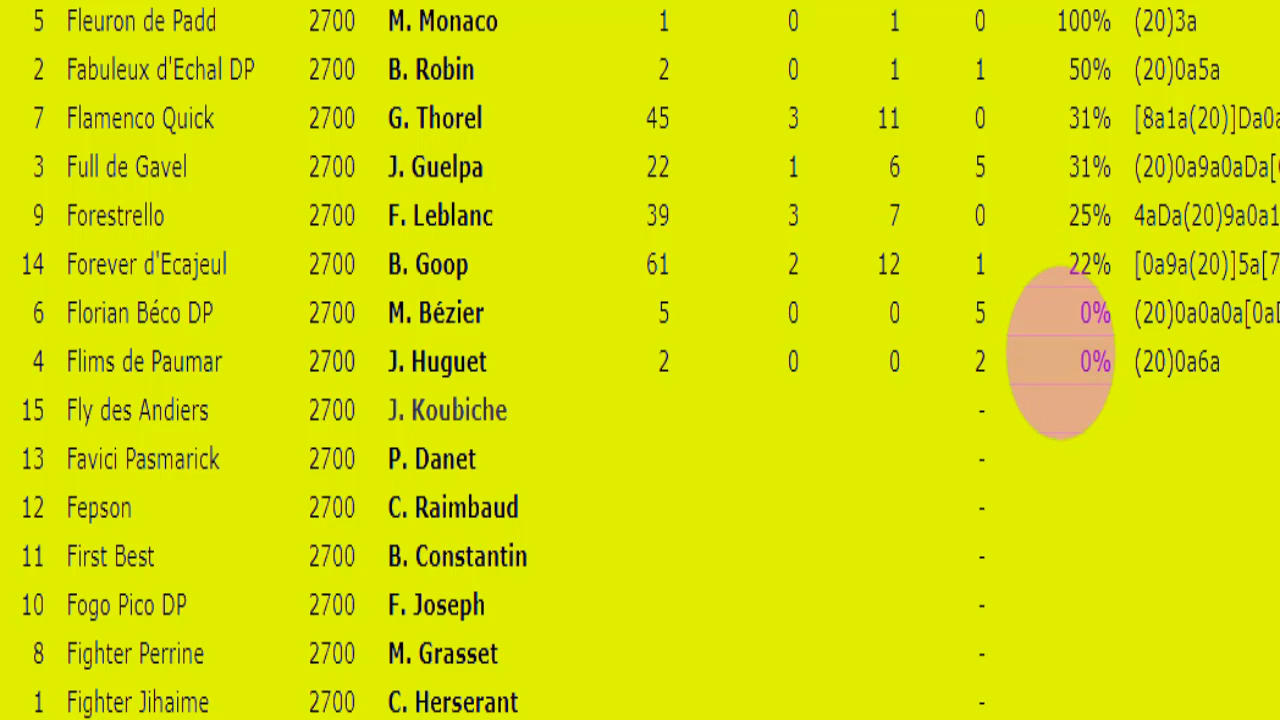 5 Fleuron de Padd 2700 M. Monaco 1 0 1 0 100% (20)3a
2 Fabuleux d'Echal DP 2700 B. Robin 2 0 1 1 50% (20)0a5a
7 Flamenco Quick 2700 G. Thorel 45 3 11 0 31% [8a1a(20)]Da0a
3 Full de Gavel 2700 J. Guelpa 22 1 6 5 31% (20)0a9a0aDa[
9 Forestrello 2700 F. Leblanc 39 3 7 0 25% 4aDa(20)9a0a1
14 Forever d'Ecajeul 2700 B. Goop 61 2 12 1 22% [0a9a(20)]5a[7
6 Florian Béco DP 2700 M. Bézier 5 0 0 5 0% (20)0a0a0a[0a
4 Flims de Paumar 2700 J. Huguet 2 0 0 2 0% (20)0a6a
15 Fly des Andiers 2700 J. Koubiche -
13 Favici Pasmarick 2700 P. Danet -
12 Fepson 2700 C. Raimbaud -
11 First Best 2700 B. Constantin -
10 Fogo Pico DP 2700 F. Joseph -
8 Fighter Perrine 2700 M. Grasset -
1 Fighter Jihaime 2700 C. Herserant -